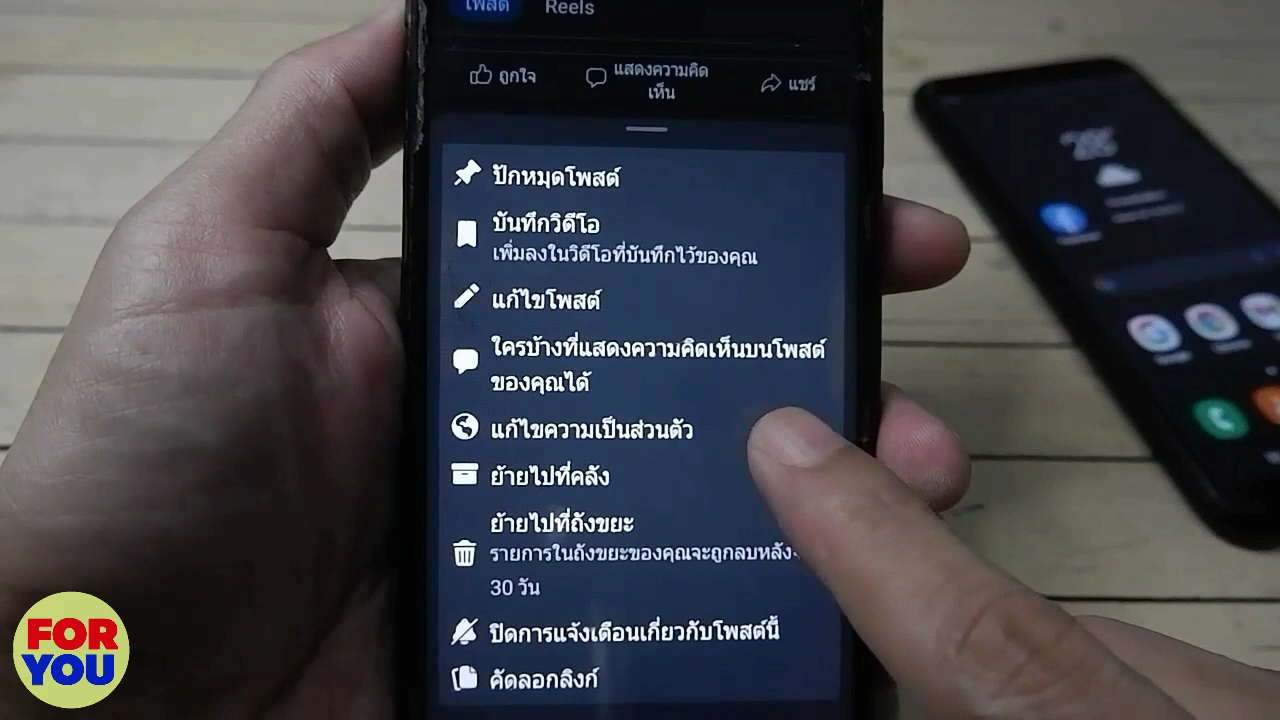 โพสต์
Reels
ถูกใจ
แสดงความคิด
เห็น
แชร์
ปักหมุดโพสต์
บันทึกวิดีโอ
เพิ่มลงในวิดีโอที่บันทึกไว้ของคุณ
แก้ไขโพสต์
ใครบ้างที่แสดงความคิดเห็นบนโพสต์
ของคุณได้
แก้ไขความเป็นส่วนตัว
ย้ายไปที่คลัง
ย้ายไปที่ถังขยะ
รายการในถังขยะของคุณจะถูกลบหลัง
30 วัน
ปิดการแจ้งเตือนเกี่ยวกับโพสต์นี้
คัดลอกลิงก์
FOR
YOU